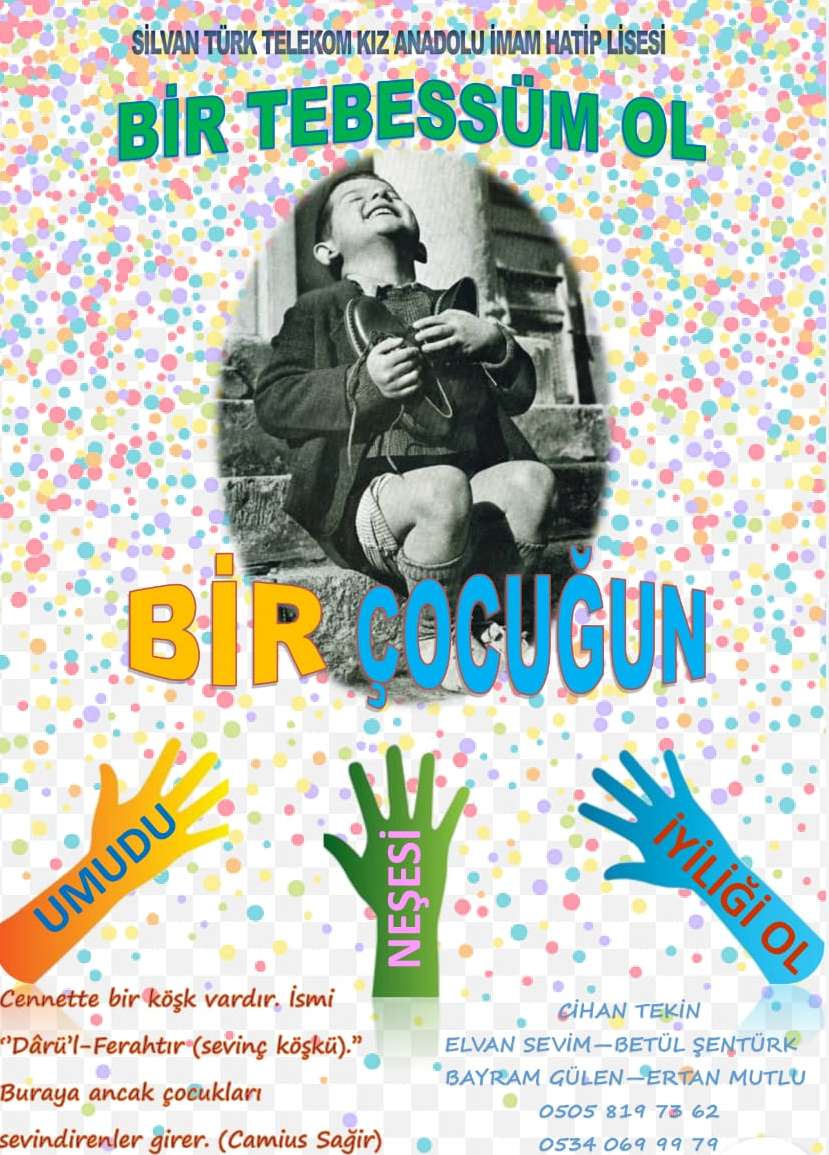 SİLVAN TÜRK TELEKOM KIZ ANADOLU İMAM HATİP LİSESİ
BİR TEBESSÜM OL
BİR ÇOCUĞUN
UMUDU
NEŞESİ
İYİLİĞİ OL
Cennette bir köşk vardır. İsmi
“Dârü’l-Ferahtır (sevinç köşkü).”
Buraya ancak çocukları
sevindirenler girer. (Camius Sağir)
CİHAN TEKİN
ELVAN SEVİM—BETÜL ŞENTÜRK
BAYRAM GÜLEN—ERTAN MUTLU
0505 819 73 62
0534 069 99 79